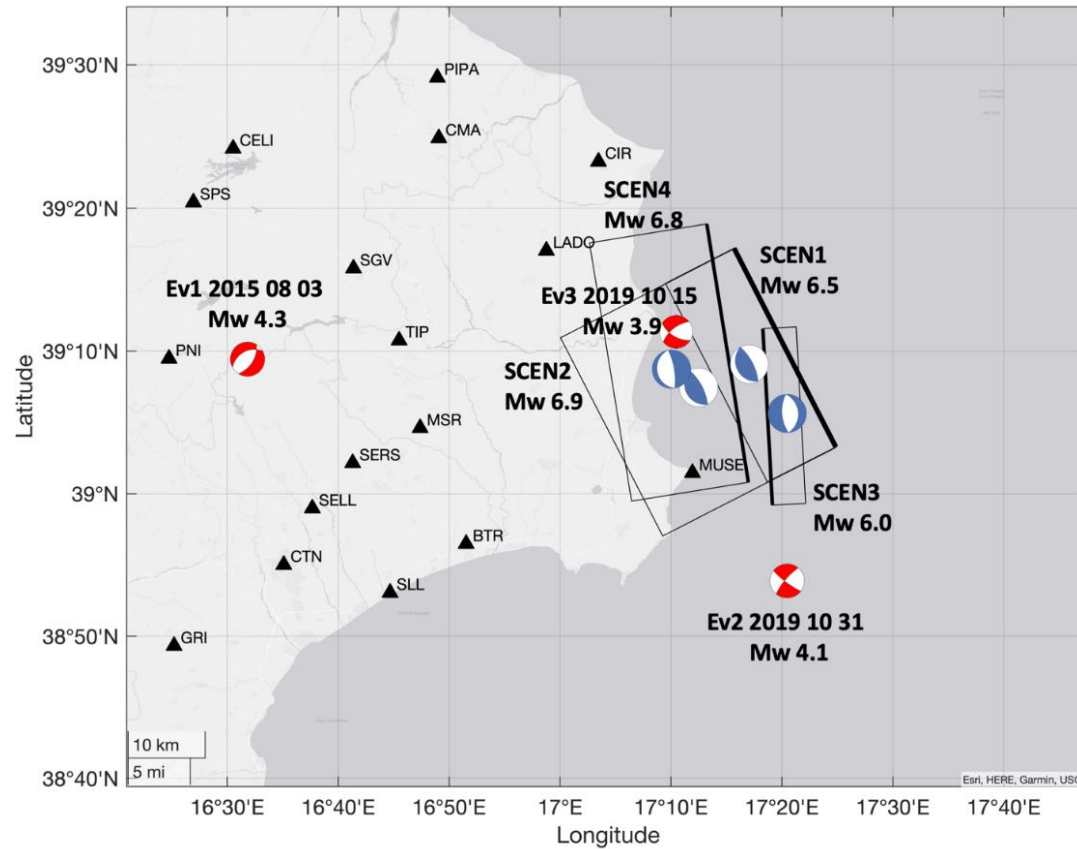 39°30'N
39°20'N
39°10'N
39°N
38°50'N
38°40'N
Latitude
PIPA
CMA
CELI
CIR
SPS
SCEN4
Mw 6.8
LADO
SGV
SCEN1
Mw 6.5
Ev1 2015 08 03
Mw 4.3
Ev3 2019 10 15
Mw 3.9
TIP
PNI
SCEN2
Mw 6.9
MSR
SERS
MUSE
SCEN3
Mw 6.0
SELL
BTR
CTN
SLL
Ev2 2019 10 31
Mw 4.1
GRI
10 km
5 mi
Esri, HERE, Garmin, USG
16°30'E
16°40'E
16°50'E
17°E
17°10'E
17°20'E
17°30'E
17°40'E
Longitude